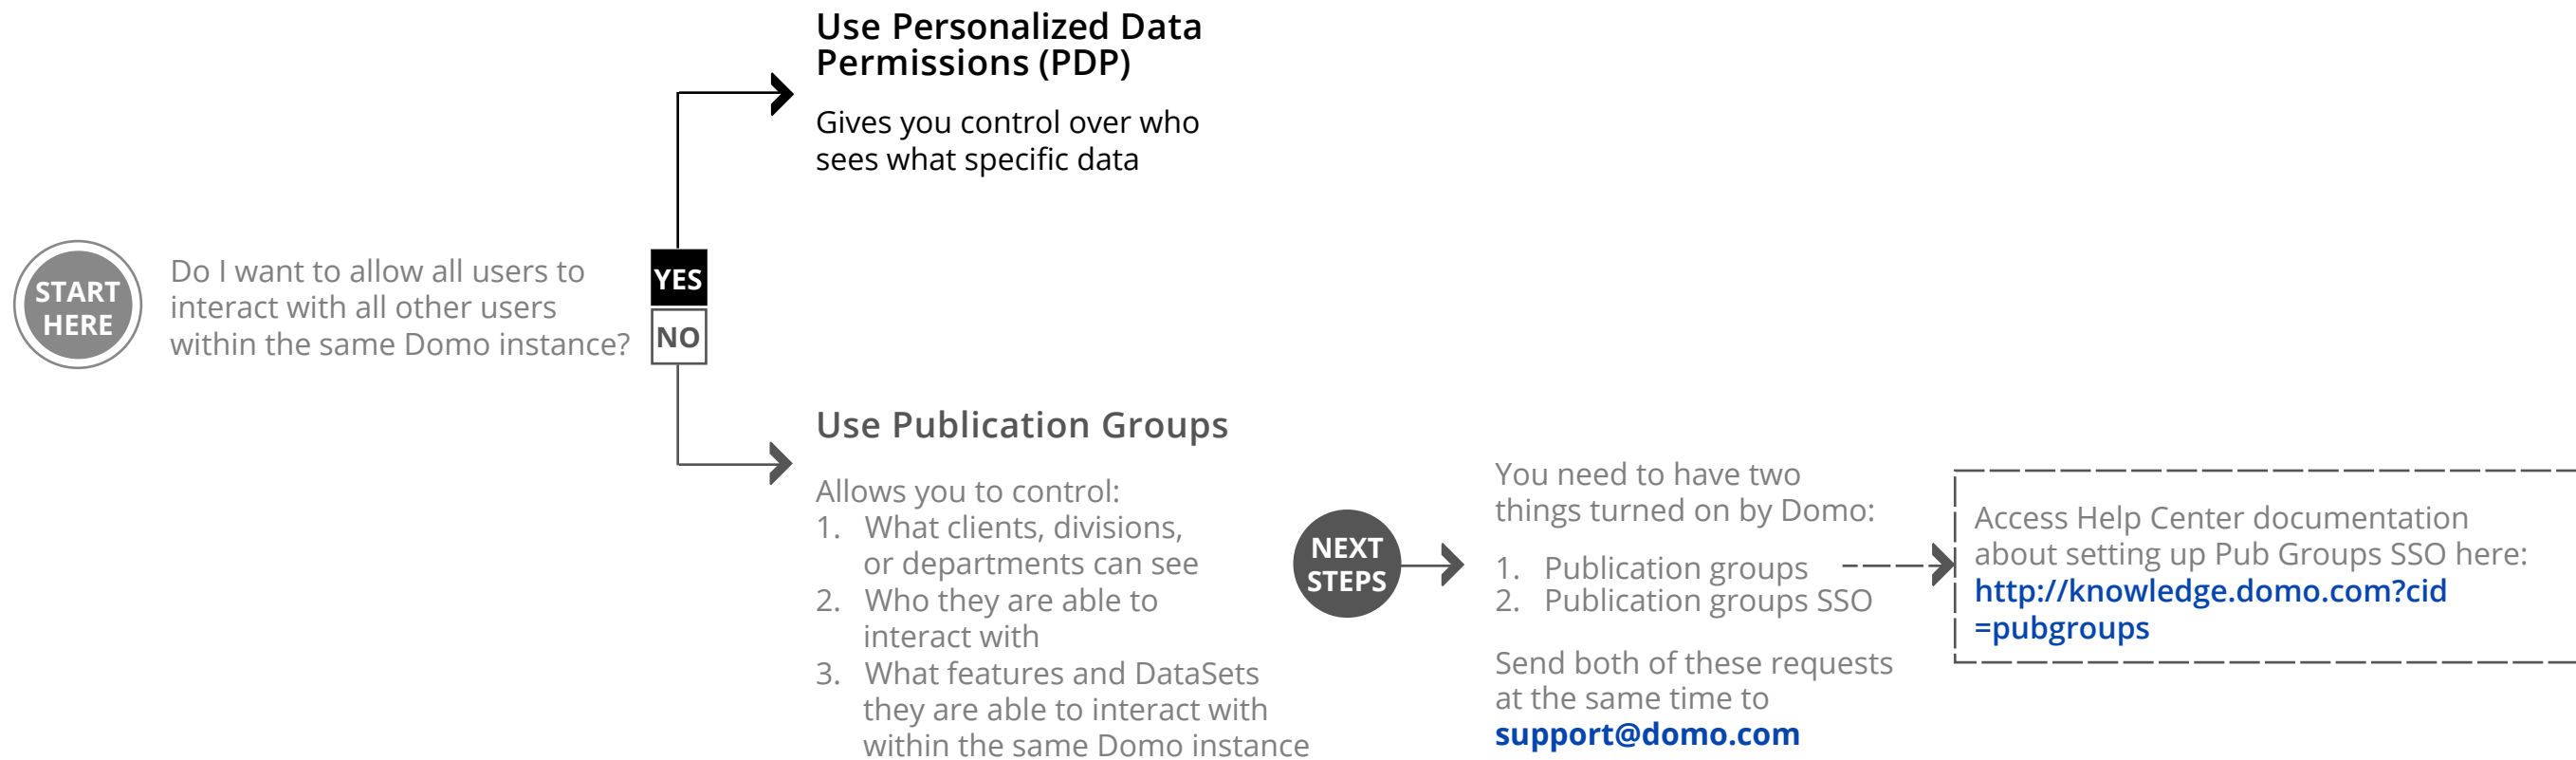 Use Personalized Data
Permissions (PDP)
Gives you control over who
sees what specific data
START
HERE
Do I want to allow all users to
interact with all other users
within the same Domo instance?
YES
NO
Use Publication Groups
Allows you to control:
1. What clients, divisions,
or departments can see
2. Who they are able to
interact with
3. What features and DataSets
they are able to interact with
within the same Domo instance
NEXT
STEPS
You need to have two
things turned on by Domo:
1. Publication groups
2. Publication groups SSO
Send both of these requests
at the same time to
support@domo.com
Access Help Center documentation
about setting up Pub Groups SSO here:
http://knowledge.domo.com?cid
=pubgroups